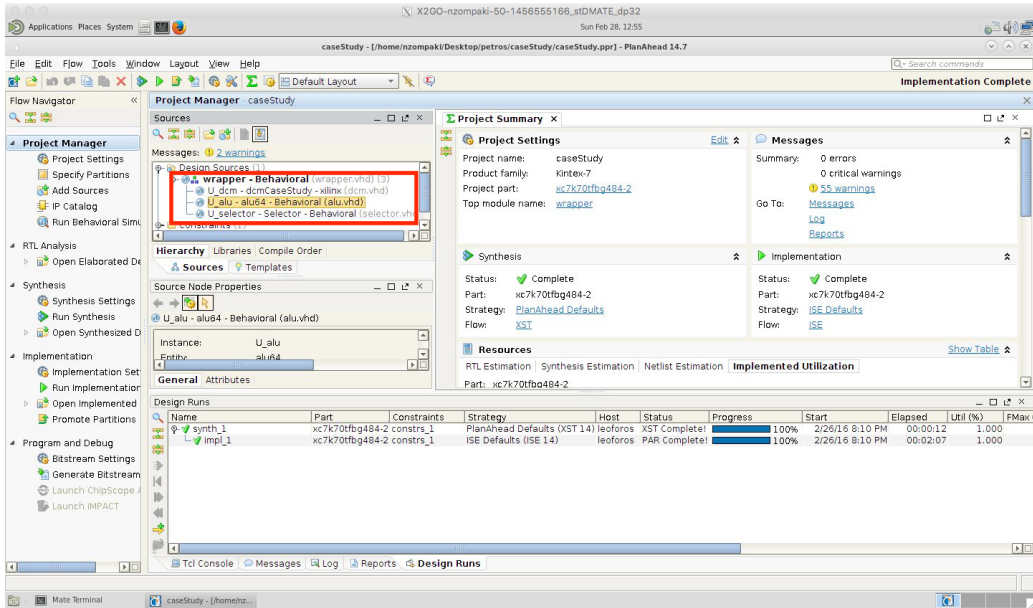 X2GO-nzompaki-50-1456555166_stDMATE_dp32
Applications Places System
Sun Feb 28, 12:55
caseStudy - [/home/nzompaki/Desktop/petros/caseStudy/caseStudy.ppr] - PlanAhead 14.7
File Edit Flow Tools Window Layout View Help
Search commands
Default Layout
Implementation Complete
Flow Navigator
Project Manager - caseStudy
Project Manager
Project Settings
Specify Partitions
Add Sources
IP Catalog
Run Behavioral Simu
RTL Analysis
Open Elaborated De
Synthesis
Synthesis Settings
Run Synthesis
Open Synthesized D
Implementation
Implementation Set
Run Implementation
Open Implemented
Promote Partitions
Program and Debug
Bitstream Settings
Generate Bitstream
Launch ChipScope A
Launch iMPACT
Sources
Messages: 2 warnings
Design Sources (1)
wrapper - Behavioral (wrapper.vhd) (3)
U_dcm - dcmCaseStudy - xilinx (dcm.vhd)
U_alu - alu64 - Behavioral (alu.vhd)
U_selector - Selector - Behavioral (selector.vh
Constraints (1)
Hierarchy Libraries Compile Order
Sources Templates
Source Node Properties
U_alu - alu64 - Behavioral (alu.vhd)
Instance: U_alu
Entity: alu64
General Attributes
Project Summary
Project Settings Edit
Project name: caseStudy
Product family: Kintex-7
Project part: xc7k70tfbg484-2
Top module name: wrapper
Messages
Summary: 0 errors
0 critical warnings
55 warnings
Go To: Messages
Log
Reports
Synthesis
Status: Complete
Part: xc7k70tfbg484-2
Strategy: PlanAhead Defaults
Flow: XST
Implementation
Status: Complete
Part: xc7k70tfbg484-2
Strategy: ISE Defaults
Flow: ISE
Resources Show Table
RTL Estimation Synthesis Estimation Netlist Estimation Implemented Utilization
Part: xc7k70tfbg484-2
Design Runs
Name Part Constraints Strategy Host Status Progress Start Elapsed Util (%) FMax
synth_1 xc7k70tfbg484-2 constrs_1 PlanAhead Defaults (XST 14) leoforos XST Complete! 100% 2/26/16 8:10 PM 00:00:12 1.000
impl_1 xc7k70tfbg484-2 constrs_1 ISE Defaults (ISE 14) leoforos PAR Complete! 100% 2/26/16 8:10 PM 00:02:07 1.000
Tcl Console Messages Log Reports Design Runs
Mate Terminal
caseStudy - [/home/nz...